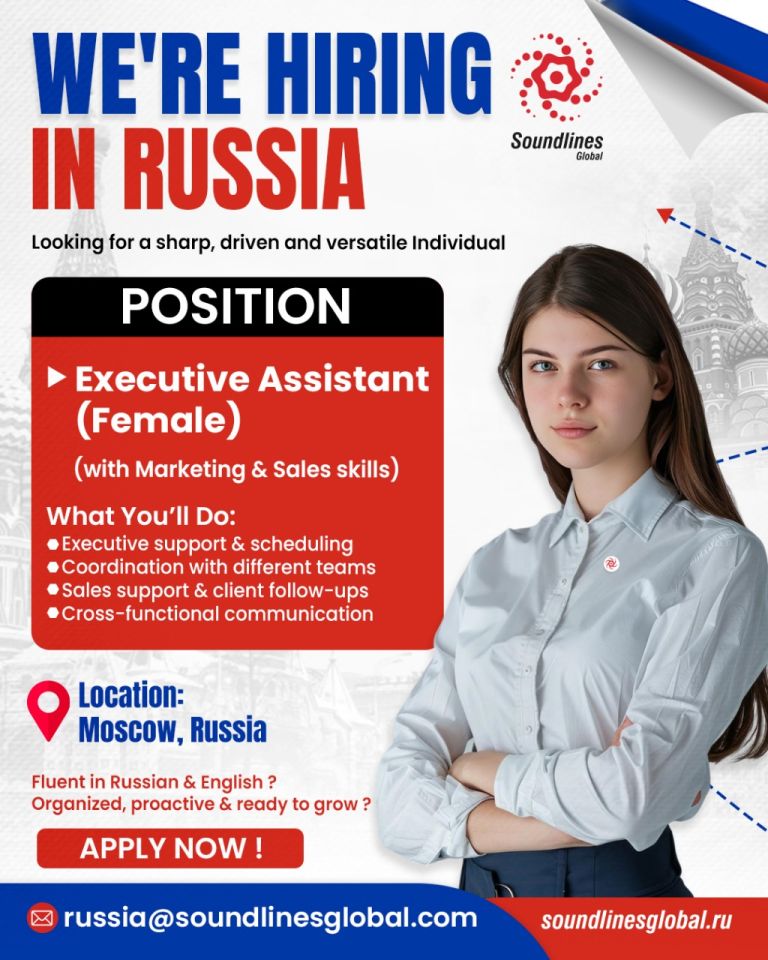 WE'RE HIRING
IN RUSSIA
Soundlines
Global
Looking for a sharp, driven and versatile Individual
POSITION
Executive Assistant
(Female)
(with Marketing & Sales skills)
What You'll Do:
Executive support & scheduling
Coordination with different teams
Sales support & client follow-ups
Cross-functional communication
Location:
Moscow, Russia
Fluent in Russian & English ?
Organized, proactive & ready to grow ?
APPLY NOW !
russia@soundlinesglobal.com
soundlinesglobal.ru